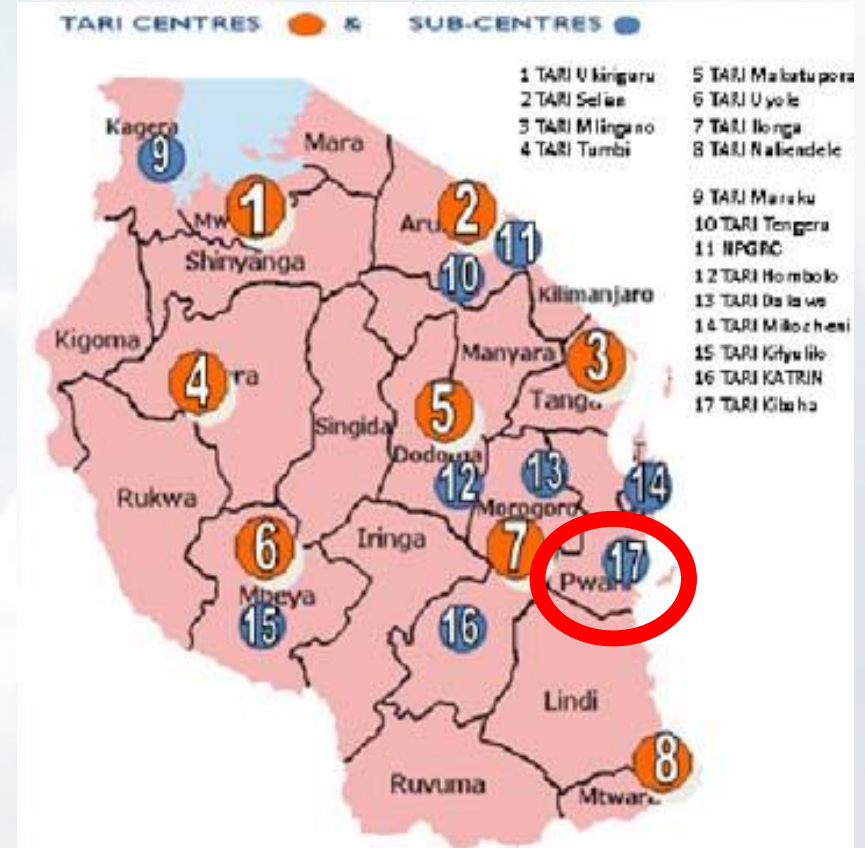 TARI CENTRES & SUB-CENTRES
1 TARI Ukiriguru
2 TARI Selian
3 TARI Mlingano
4 TARI Tumbi
5 TARI Makutupora
6 TARI Uyole
7 TARI Ilonga
8 TARI Naliendele
9 TARI Maruku
10 TARI Tengeru
11 NPGRC
12 TARI Hombolo
13 TARI Dakawa
14 TARI Mikocheni
15 TARI Kifyulilo
16 TARI KATRIN
17 TARI Kibaha
Kagera
Mara
9
1
Mw
2
Aru
11
Shinyanga
10
Kilimanjaro
Kigoma
Manyara
3
4
ra
5
Tanga
Singida
Dodoma
12
13
14
Rukwa
Morogoro
6
Iringa
7
17
Pwani
Mbeya
15
16
Lindi
8
Ruvuma
Mtwara